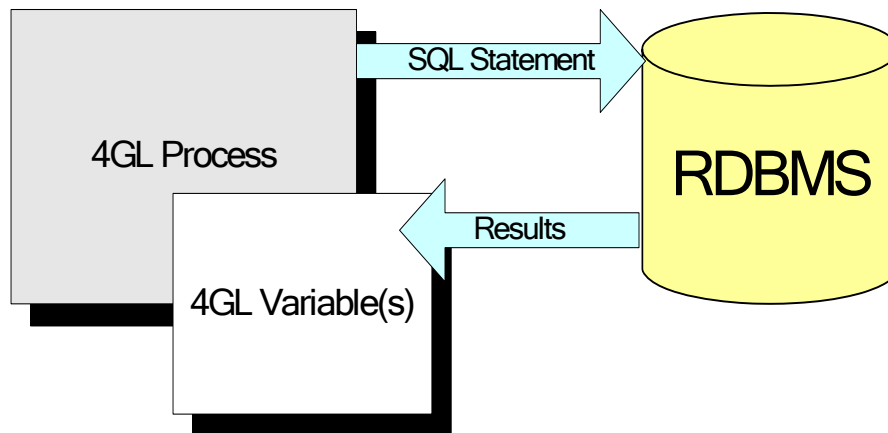 SQL Statement
4GL Process
RDBMS
Results
4GL Variable(s)